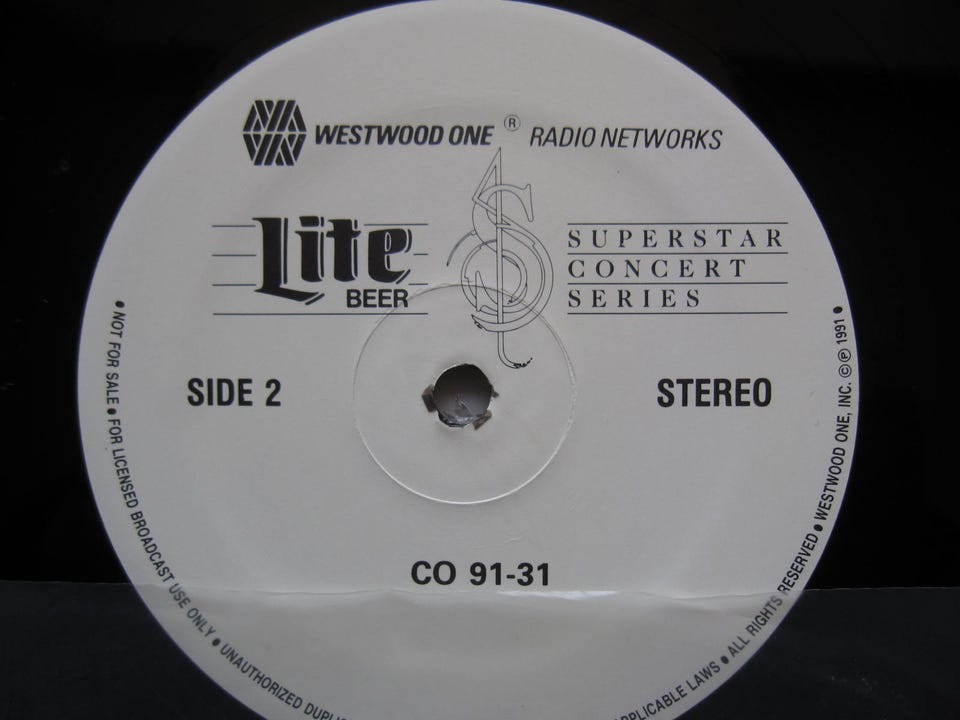 WESTWOOD ONE ® RADIO NETWORKS
Lite
BEER
SUPERSTAR
CONCERT
SERIES
SIDE 2
STEREO
CO 91-31
• NOT FOR SALE • FOR LICENSED BROADCAST USE ONLY • UNAUTHORIZED
APPLICABLE LAWS • ALL RIGHTS RESERVED • WESTWOOD ONE, INC. © ℗ 1991 •